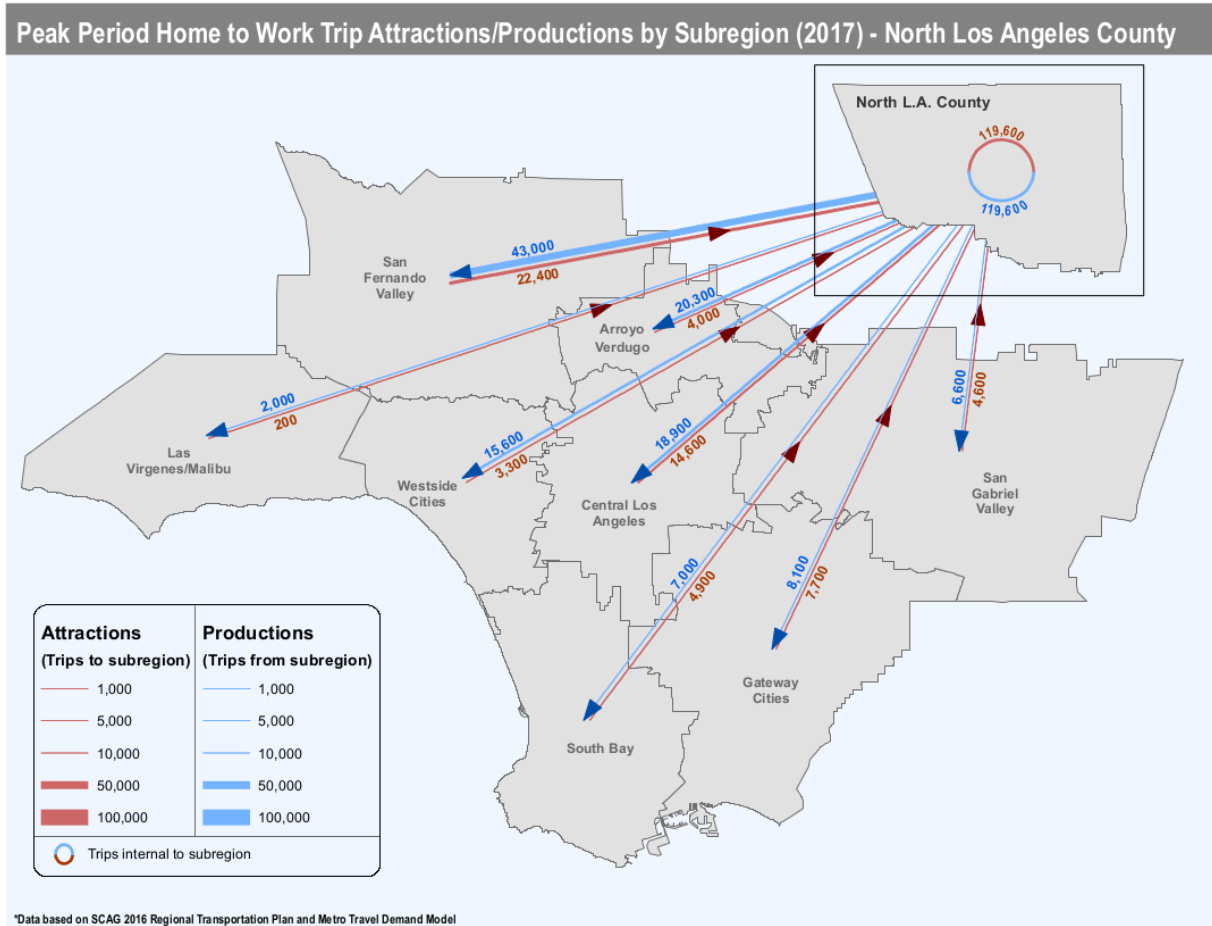 Peak Period Home to Work Trip Attractions/Productions by Subregion (2017) - North Los Angeles County
North L.A. County
119,600
119,600
San
Fernando
Valley
43,000
22,400
Arroyo
Verdugo
20,300
4,000
2,000
200
Las
Virgenes/Malibu
15,600
3,300
Westside
Cities
18,900
14,600
Central Los
Angeles
6,600
4,600
San
Gabriel
Valley
7,000
4,900
South Bay
8,100
7,700
Gateway
Cities
Attractions
(Trips to subregion)
1,000
5,000
10,000
50,000
100,000
Productions
(Trips from subregion)
1,000
5,000
10,000
50,000
100,000
Trips internal to subregion
*Data based on SCAG 2016 Regional Transportation Plan and Metro Travel Demand Model